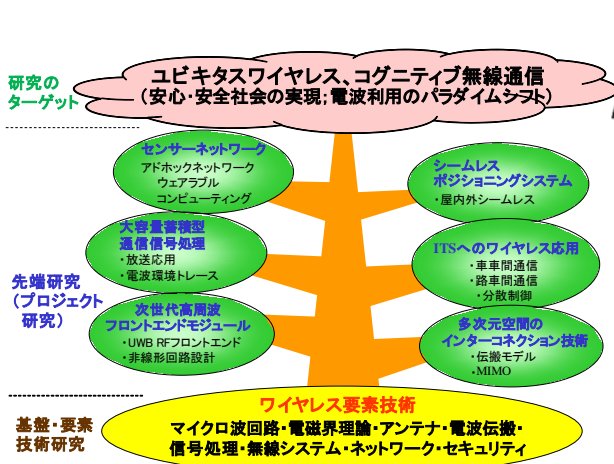 研究の
ターゲット
ユビキタスワイヤレス、コグニティブ無線通信
(安心・安全社会の実現;電波利用のパラダイムシフト)
センサーネットワーク
アドホックネットワーク
ウェアラブル
コンピューティング
シームレス
ポジショニングシステム
・屋内外シームレス
大容量蓄積型
通信信号処理
・放送応用
・電波環境トレース
ITSへのワイヤレス応用
・車車間通信
・路車間通信
・分散制御
先端研究
(プロジェクト
研究)
次世代高周波
フロントエンドモジュール
・UWB RFフロントエンド
・非線形回路設計
多次元空間の
インターコネクション技術
・伝搬モデル
・MIMO
基盤・要素
技術研究
ワイヤレス要素技術
マイクロ波回路・電磁界理論・アンテナ・電波伝搬・
信号処理・無線システム・ネットワーク・セキュリティ